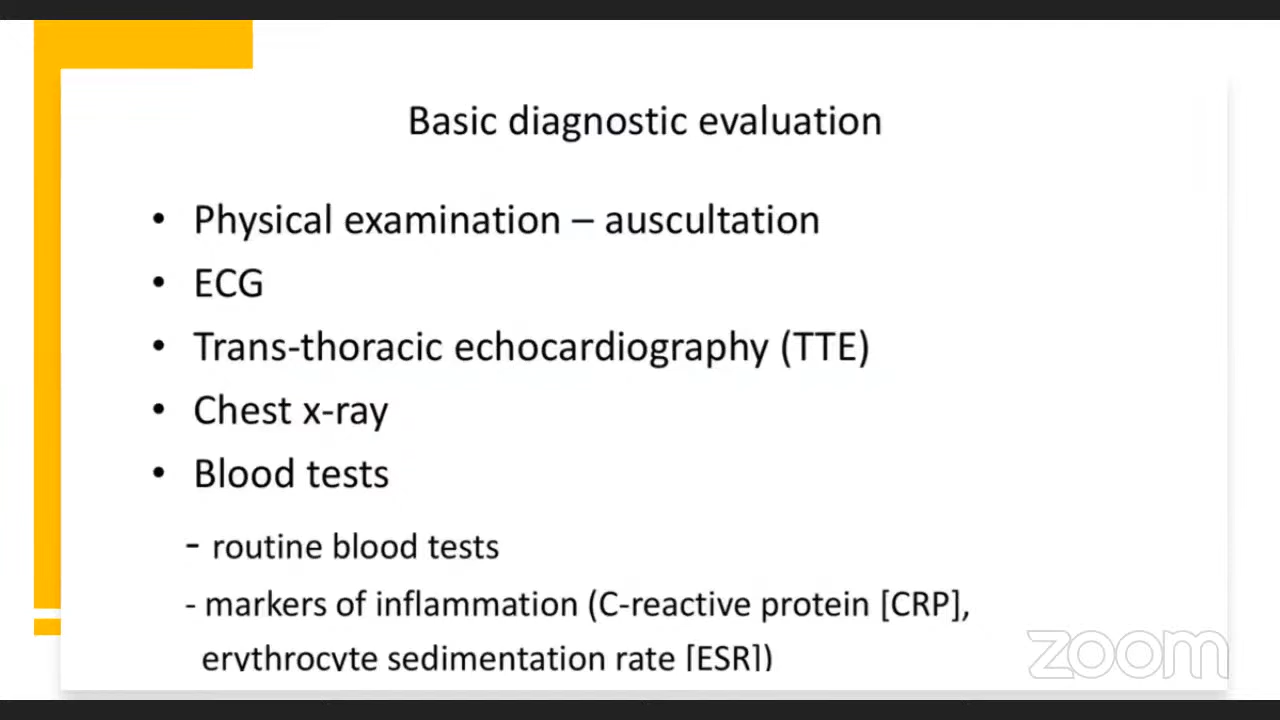 Basic diagnostic evaluation
• Physical examination – auscultation
• ECG
• Trans-thoracic echocardiography (TTE)
• Chest x-ray
• Blood tests
- routine blood tests
- markers of inflammation (C-reactive protein [CRP],
erythrocyte sedimentation rate [ESR])
zoom